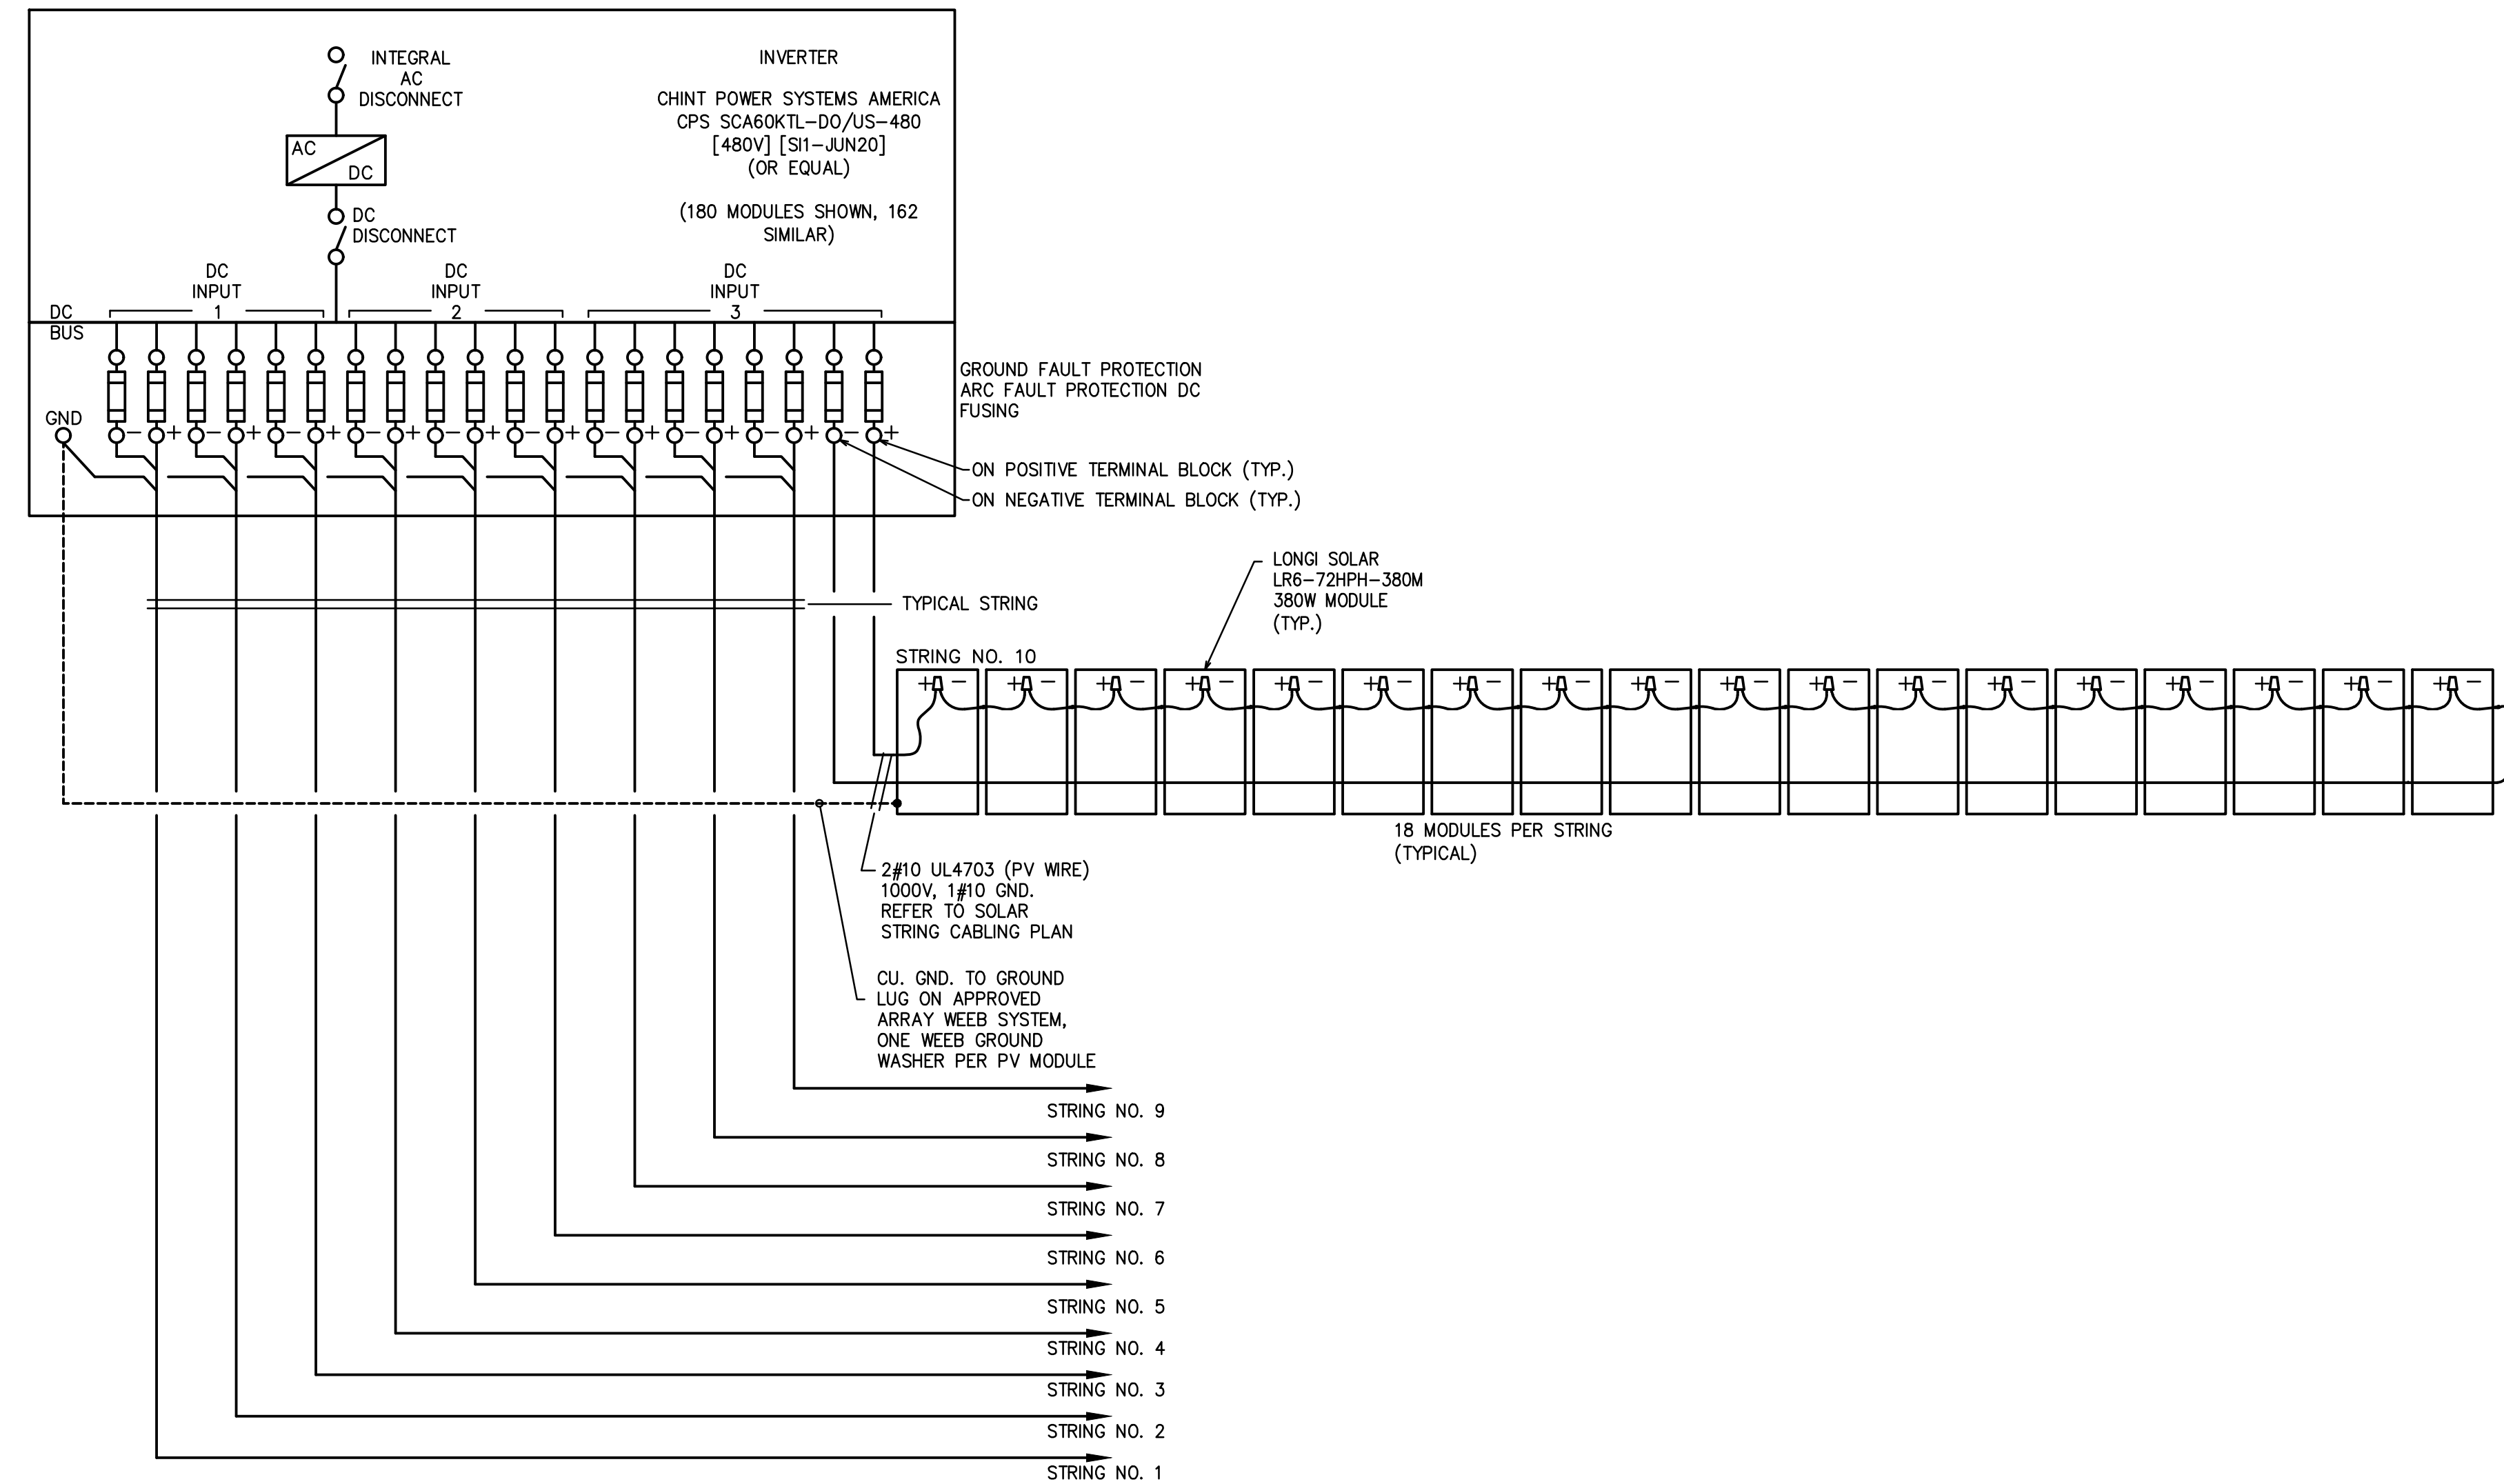 INTEGRAL
AC
DISCONNECT
AC
DC
DC
DISCONNECT
INVERTER
CHINT POWER SYSTEMS AMERICA
CPS SCA60KTL-DO/US-480
[480V] [SI1-JUN20]
(OR EQUAL)
(180 MODULES SHOWN, 162
SIMILAR)
DC
INPUT
1
DC
INPUT
2
DC
INPUT
3
DC
BUS
GND
- + - + - + - + - + - + - + - + - + - +
GROUND FAULT PROTECTION
ARC FAULT PROTECTION DC
FUSING
ON POSITIVE TERMINAL BLOCK (TYP.)
ON NEGATIVE TERMINAL BLOCK (TYP.)
LONGI SOLAR
LR6-72HPH-380M
380W MODULE
(TYP.)
TYPICAL STRING
STRING NO. 10
+ - + - + - + - + - + - + - + - + - + - + - + - + - + - + - + - + - + -
18 MODULES PER STRING
(TYPICAL)
2#10 UL4703 (PV WIRE)
1000V, 1#10 GND.
REFER TO SOLAR
STRING CABLING PLAN
CU. GND. TO GROUND
LUG ON APPROVED
ARRAY WEEB SYSTEM,
ONE WEEB GROUND
WASHER PER PV MODULE
STRING NO. 9
STRING NO. 8
STRING NO. 7
STRING NO. 6
STRING NO. 5
STRING NO. 4
STRING NO. 3
STRING NO. 2
STRING NO. 1